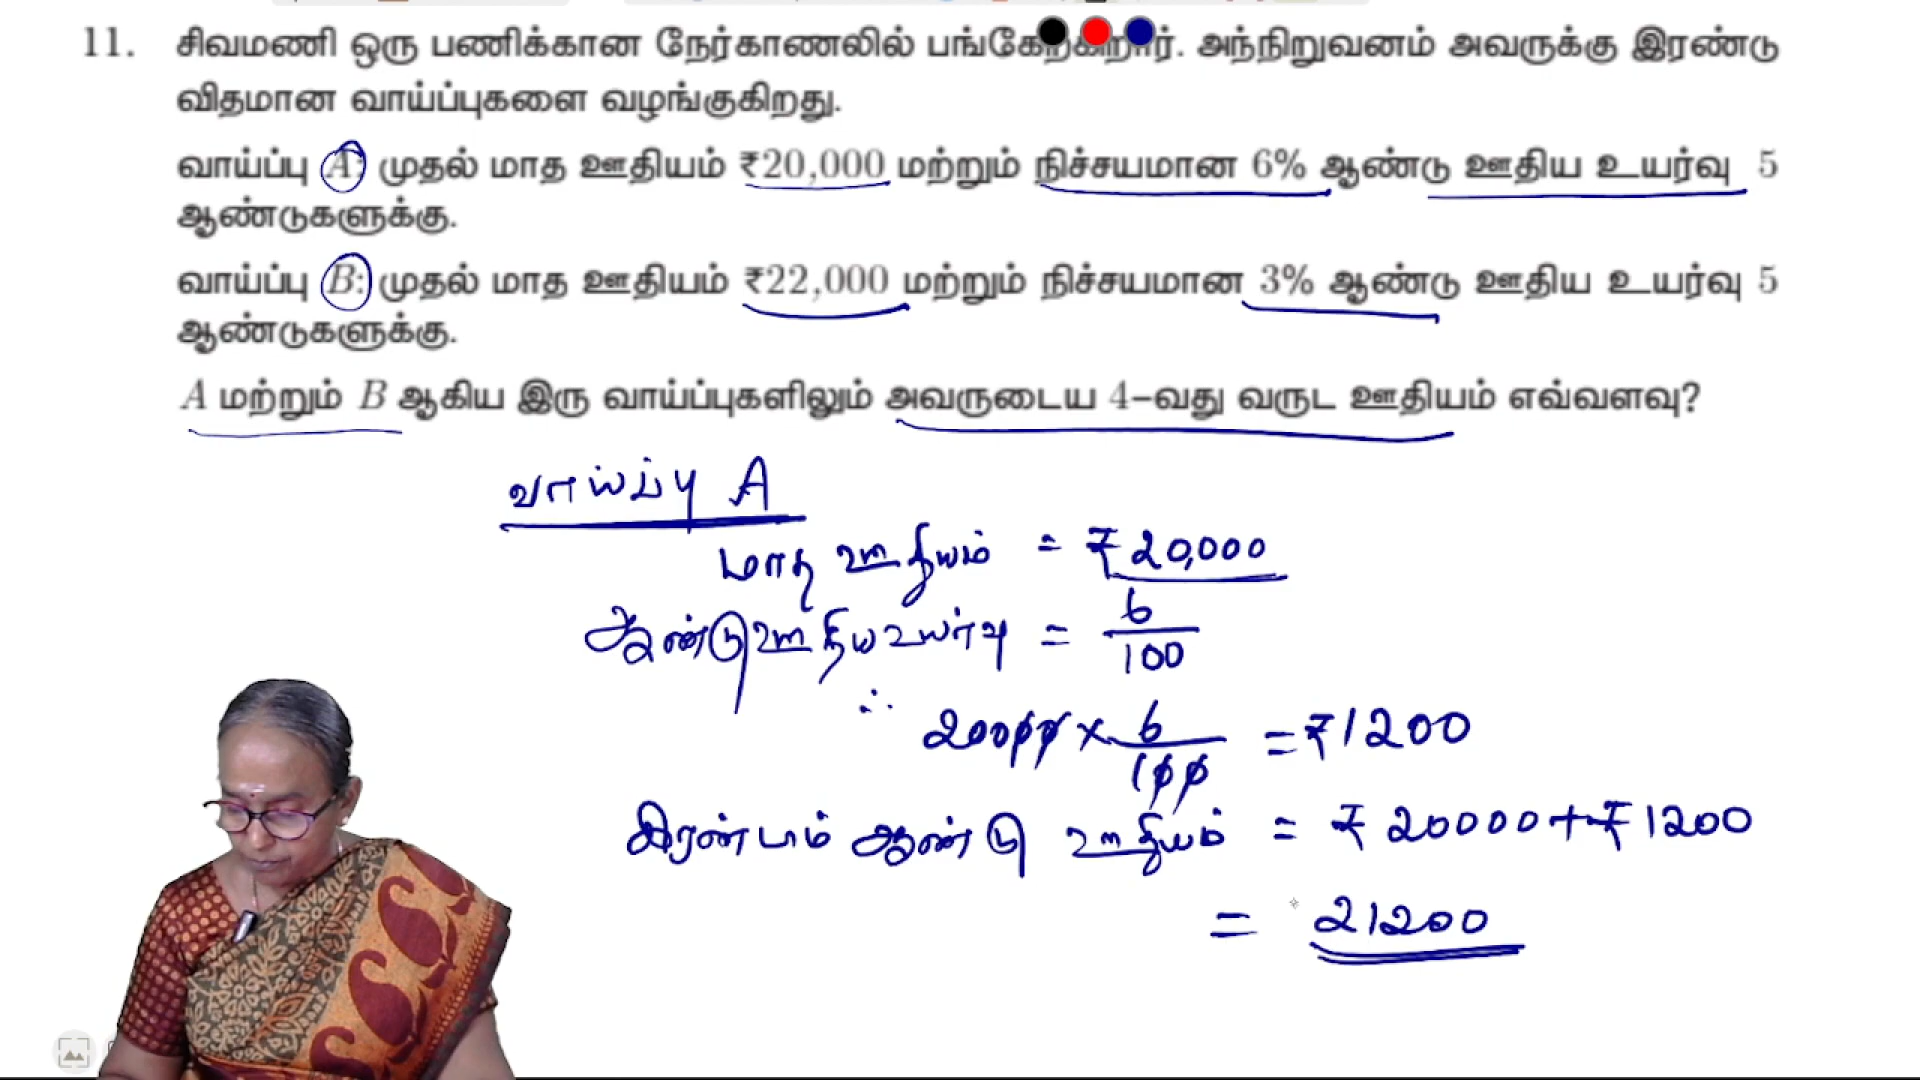 11. சிவமணி ஒரு பணிக்கான நேர்காணலில் பங்கேற்கிறார். அந்நிறுவனம் அவருக்கு இரண்டு
விதமான வாய்ப்புகளை வழங்குகிறது.
வாய்ப்பு A: முதல் மாத ஊதியம் ₹20,000 மற்றும் நிச்சயமான 6% ஆண்டு ஊதிய உயர்வு 5
ஆண்டுகளுக்கு.
வாய்ப்பு B: முதல் மாத ஊதியம் ₹22,000 மற்றும் நிச்சயமான 3% ஆண்டு ஊதிய உயர்வு 5
ஆண்டுகளுக்கு.
A மற்றும் B ஆகிய இரு வாய்ப்புகளிலும் அவருடைய 4–வது வருட ஊதியம் எவ்வளவு?
வாய்ப்பு A
மாத ஊதியம் = ₹20,000
ஆண்டு ஊதிய உயர்வு = 6/100
∴ 20000 × 6/100 = ₹1200
இரண்டாம் ஆண்டு ஊதியம் = ₹20000 + ₹1200
= 21200